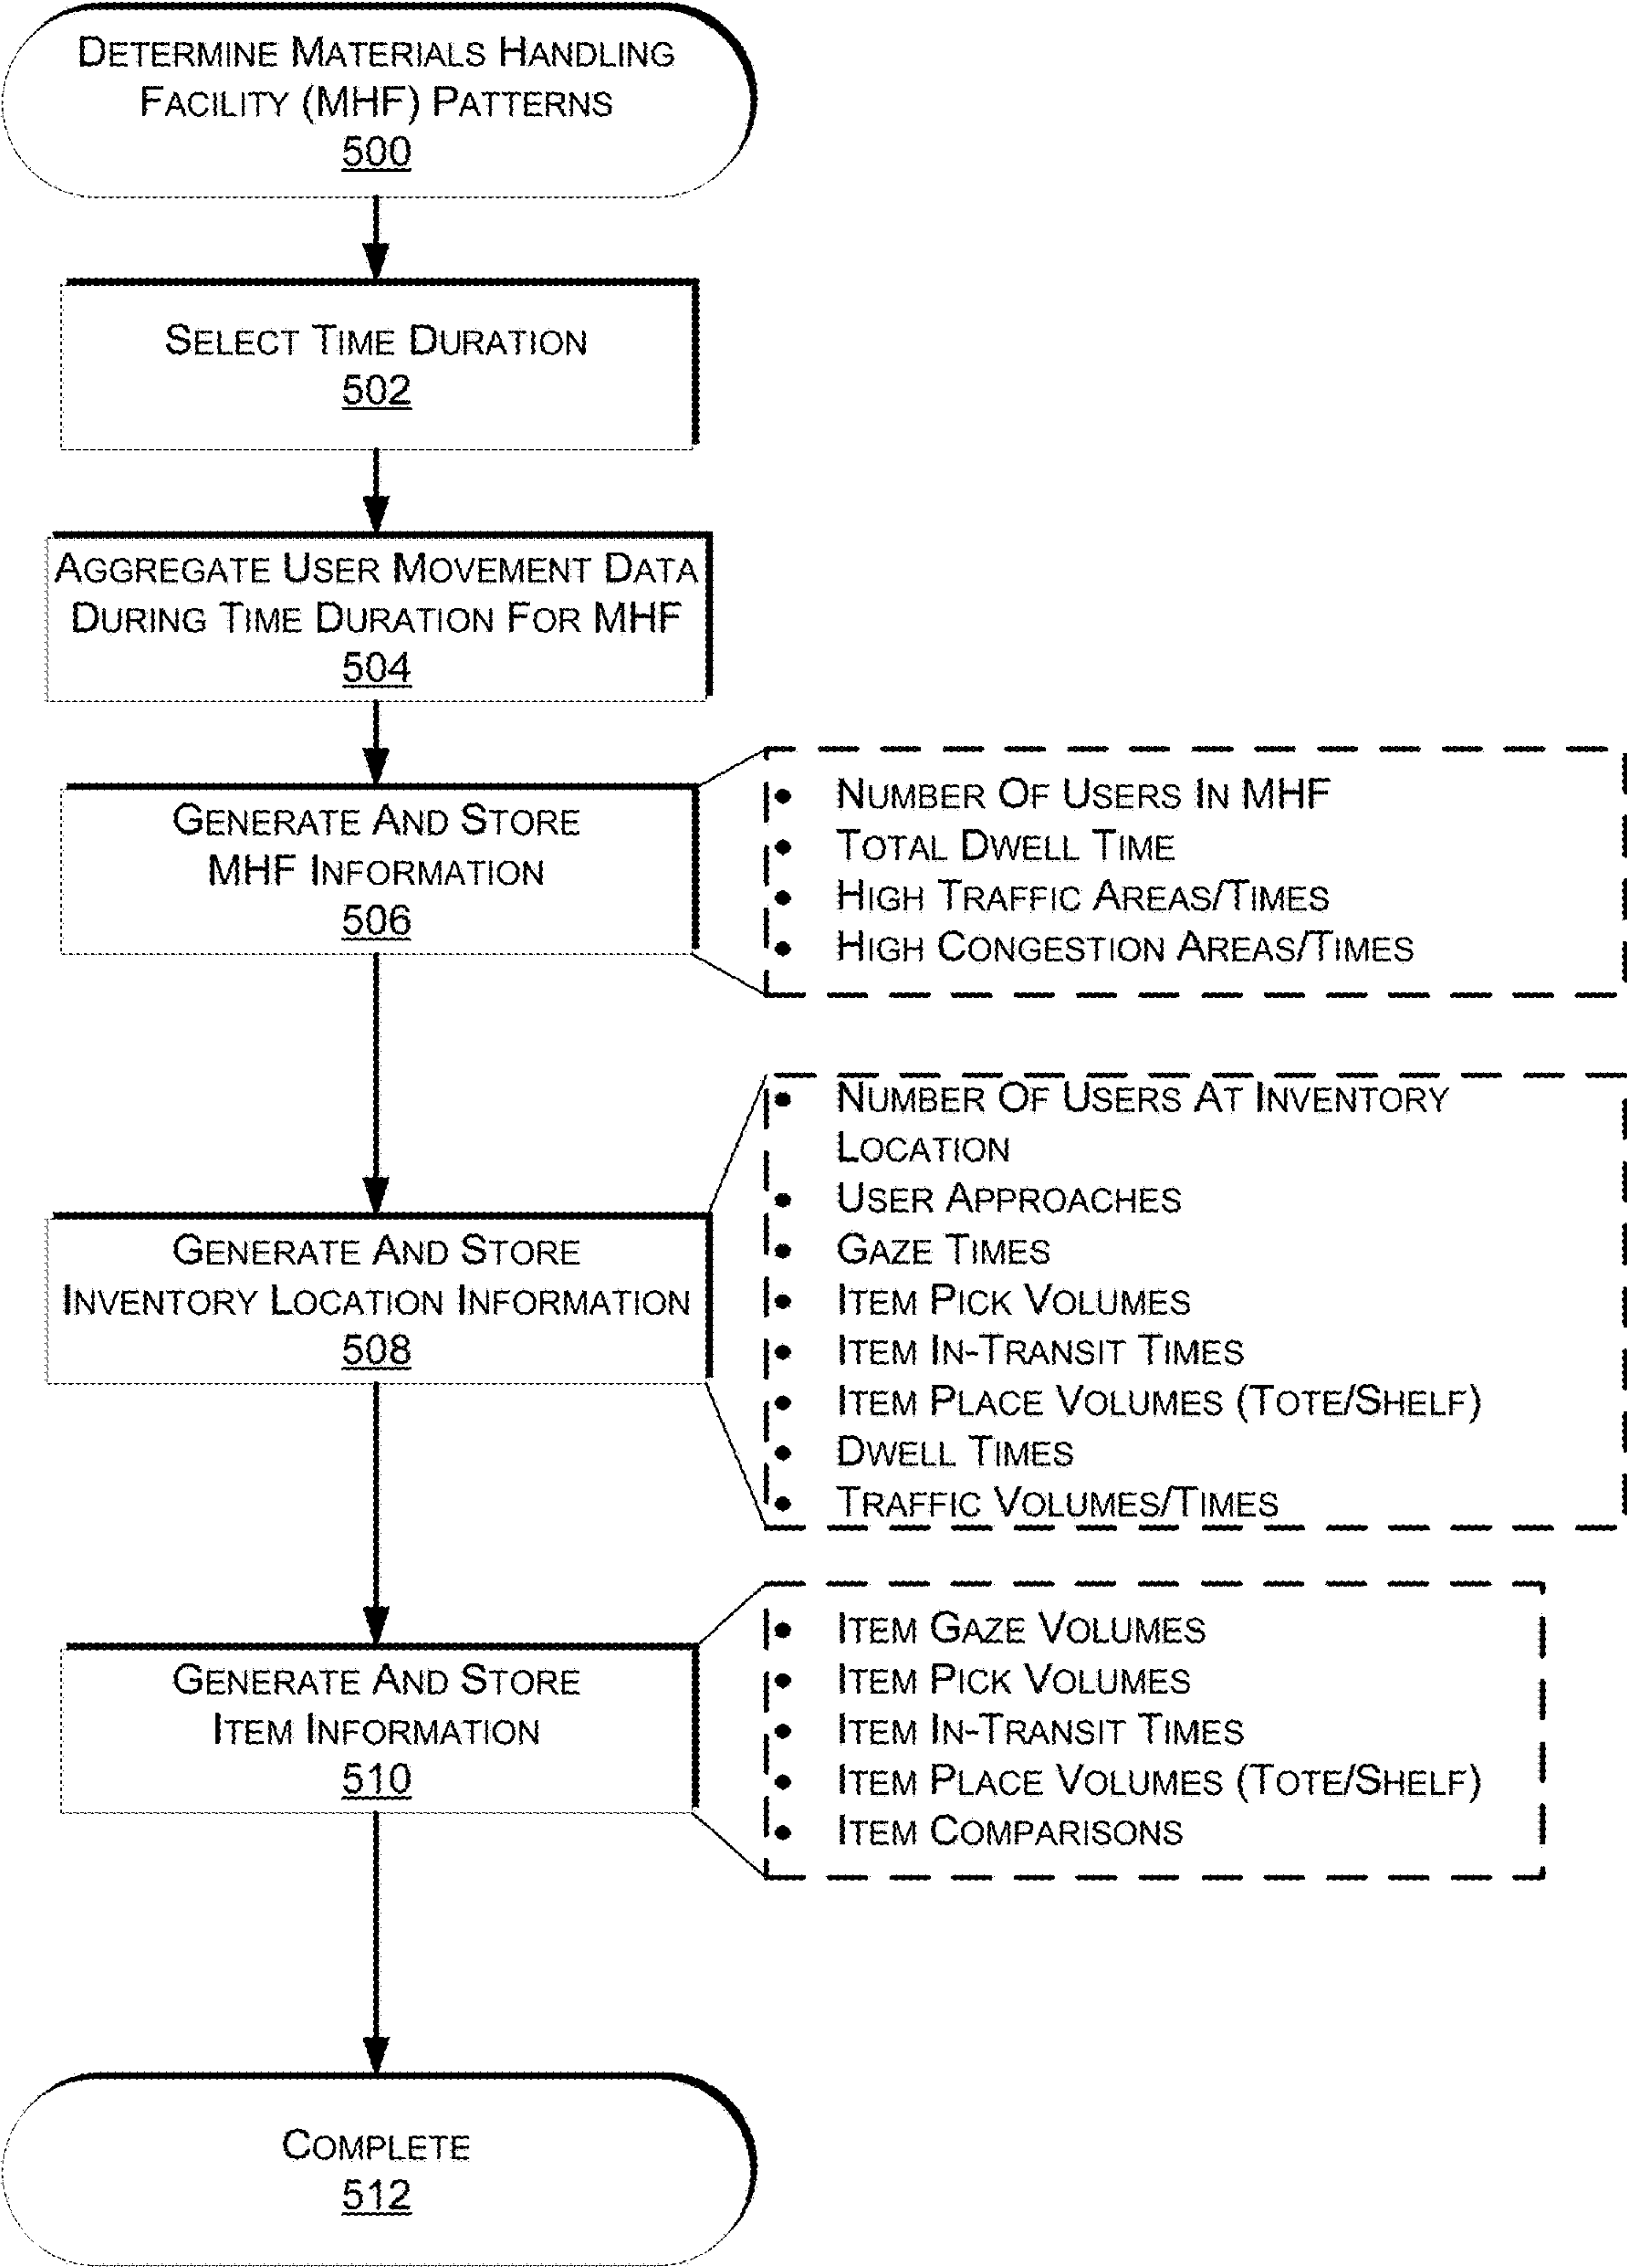 DETERMINE MATERIALS HANDLING
FACILITY (MHF) PATTERNS
500
SELECT TIME DURATION
502
AGGREGATE USER MOVEMENT DATA
DURING TIME DURATION FOR MHF
504
GENERATE AND STORE
MHF INFORMATION
506
• NUMBER OF USERS IN MHF
• TOTAL DWELL TIME
• HIGH TRAFFIC AREAS/TIMES
• HIGH CONGESTION AREAS/TIMES
GENERATE AND STORE
INVENTORY LOCATION INFORMATION
508
• NUMBER OF USERS AT INVENTORY
LOCATION
• USER APPROACHES
• GAZE TIMES
• ITEM PICK VOLUMES
• ITEM IN-TRANSIT TIMES
• ITEM PLACE VOLUMES (TOTE/SHELF)
• DWELL TIMES
• TRAFFIC VOLUMES/TIMES
GENERATE AND STORE
ITEM INFORMATION
510
• ITEM GAZE VOLUMES
• ITEM PICK VOLUMES
• ITEM IN-TRANSIT TIMES
• ITEM PLACE VOLUMES (TOTE/SHELF)
• ITEM COMPARISONS
COMPLETE
512